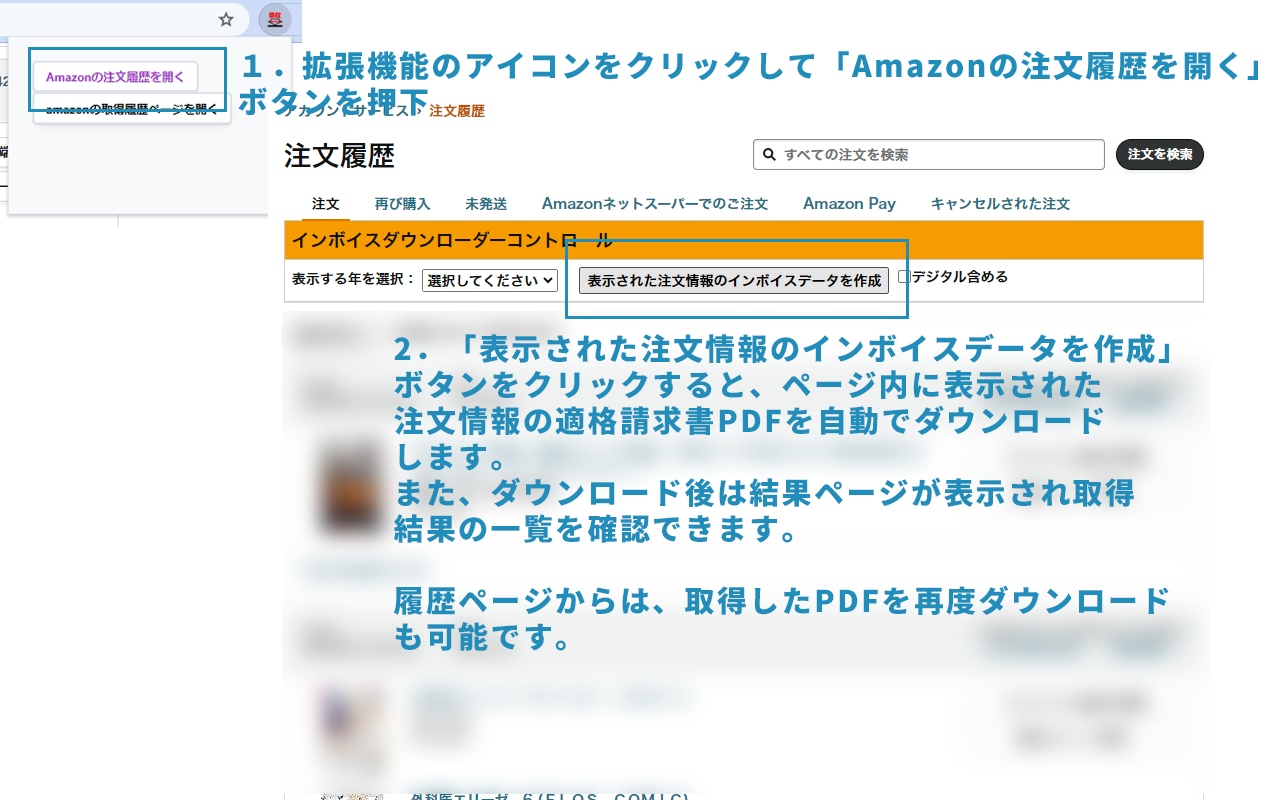 Amazonの注文履歴を開く
amazonの取得履歴ページを開く
１．拡張機能のアイコンをクリックして「Amazonの注文履歴を開く」
ボタンを押下
アカウントサービス › 注文履歴
注文履歴
すべての注文を検索
注文を検索
注文 再び購入 未発送 Amazonネットスーパーでのご注文 Amazon Pay キャンセルされた注文
インボイスダウンローダーコントロール
表示する年を選択： 選択してください 表示された注文情報のインボイスデータを作成 デジタル含める
2．「表示された注文情報のインボイスデータを作成」
ボタンをクリックすると、ページ内に表示された
注文情報の適格請求書PDFを自動でダウンロード
します。
また、ダウンロード後は結果ページが表示され取得
結果の一覧を確認できます。
履歴ページからは、取得したPDFを再度ダウンロード
も可能です。
外科医エリーゼ 6 (FLOS COMIC)